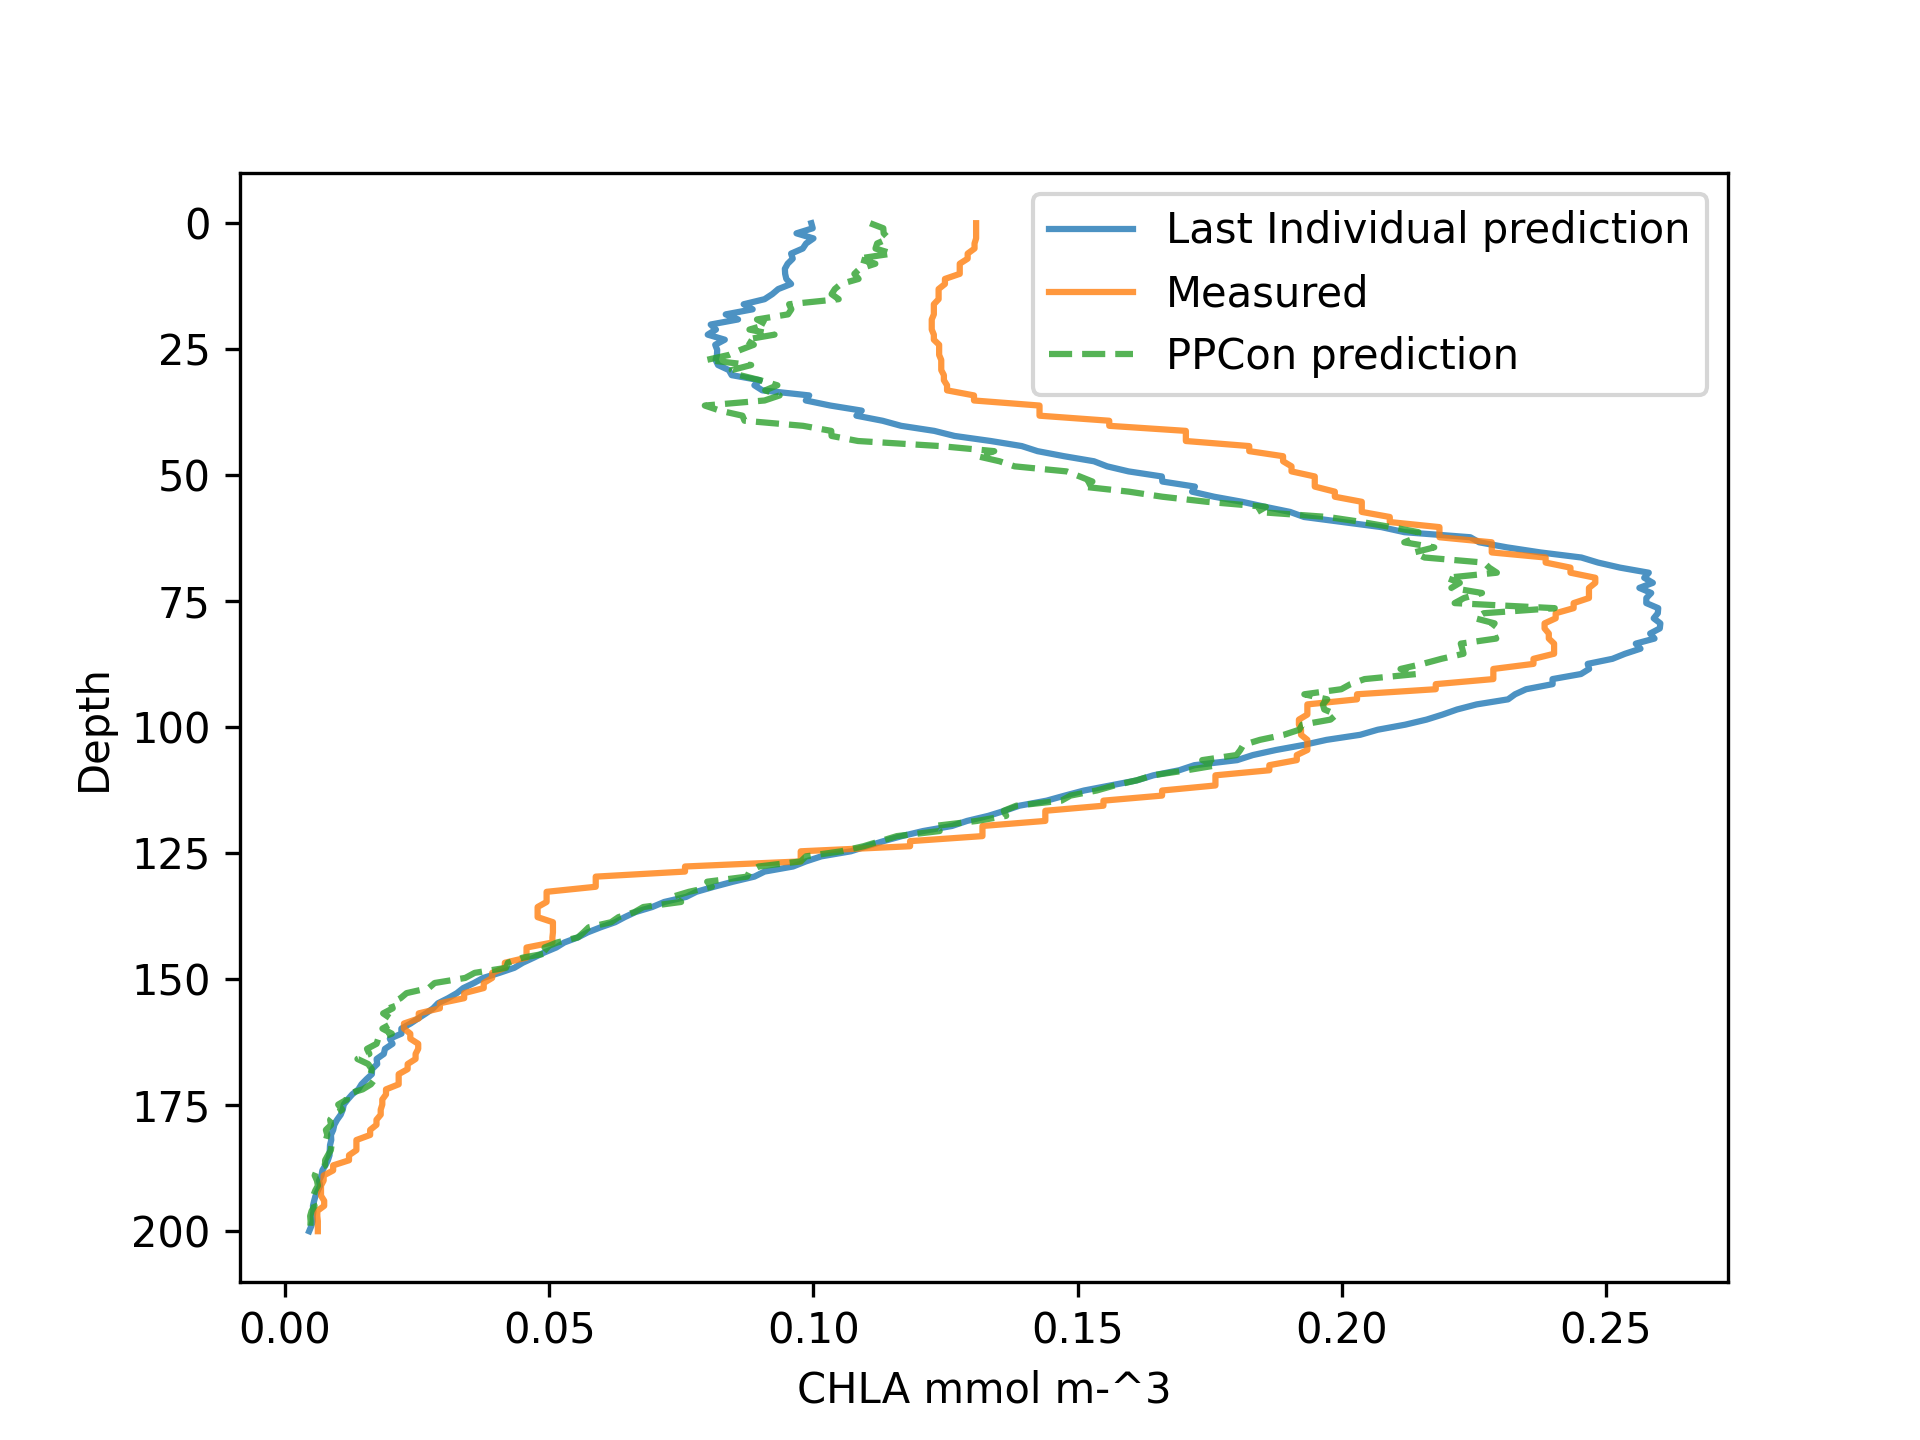 Last Individual prediction
Measured
PPCon prediction
0
25
50
75
100
125
150
175
200
Depth
0.00 0.05 0.10 0.15 0.20 0.25
CHLA mmol m-^3